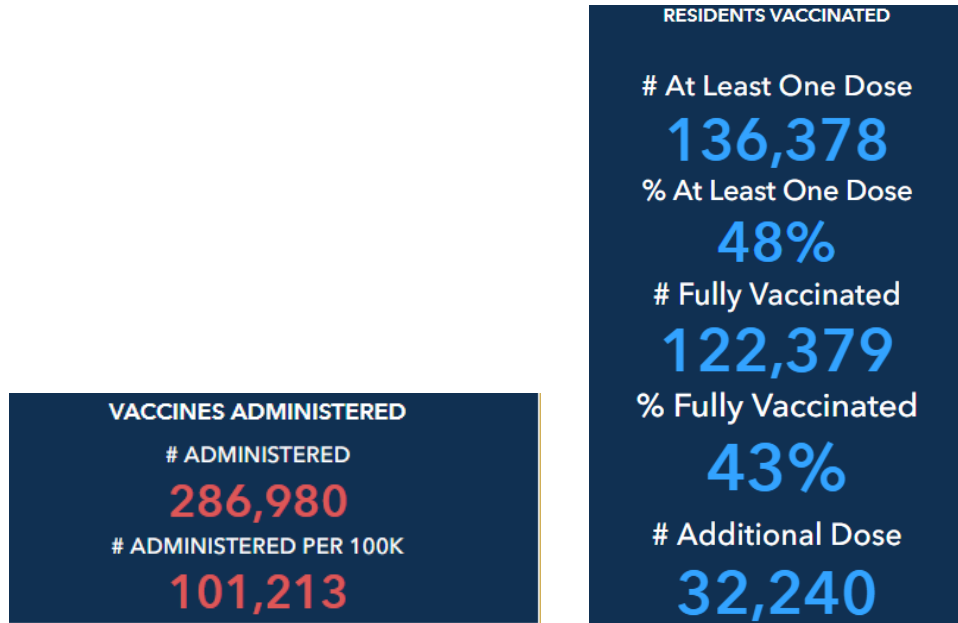 VACCINES ADMINISTERED
# ADMINISTERED
286,980
# ADMINISTERED PER 100K
101,213
RESIDENTS VACCINATED
# At Least One Dose
136,378
% At Least One Dose
48%
# Fully Vaccinated
122,379
% Fully Vaccinated
43%
# Additional Dose
32,240